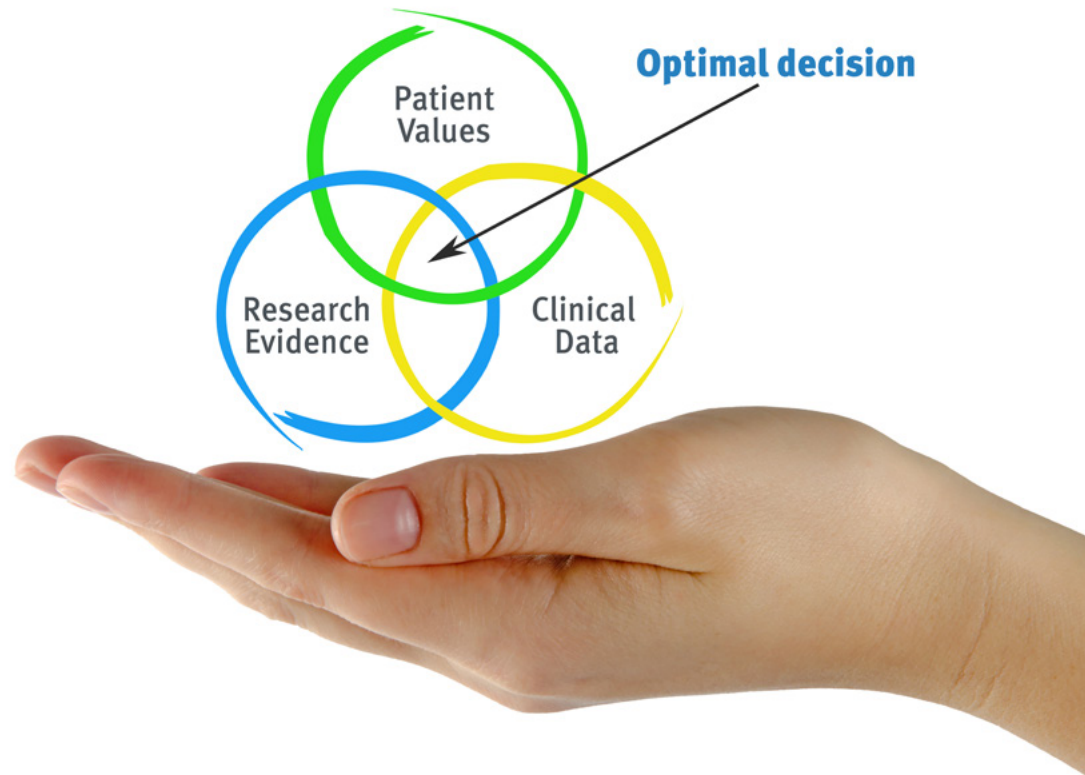 Optimal decision
Patient
Values
Research
Evidence
Clinical
Data